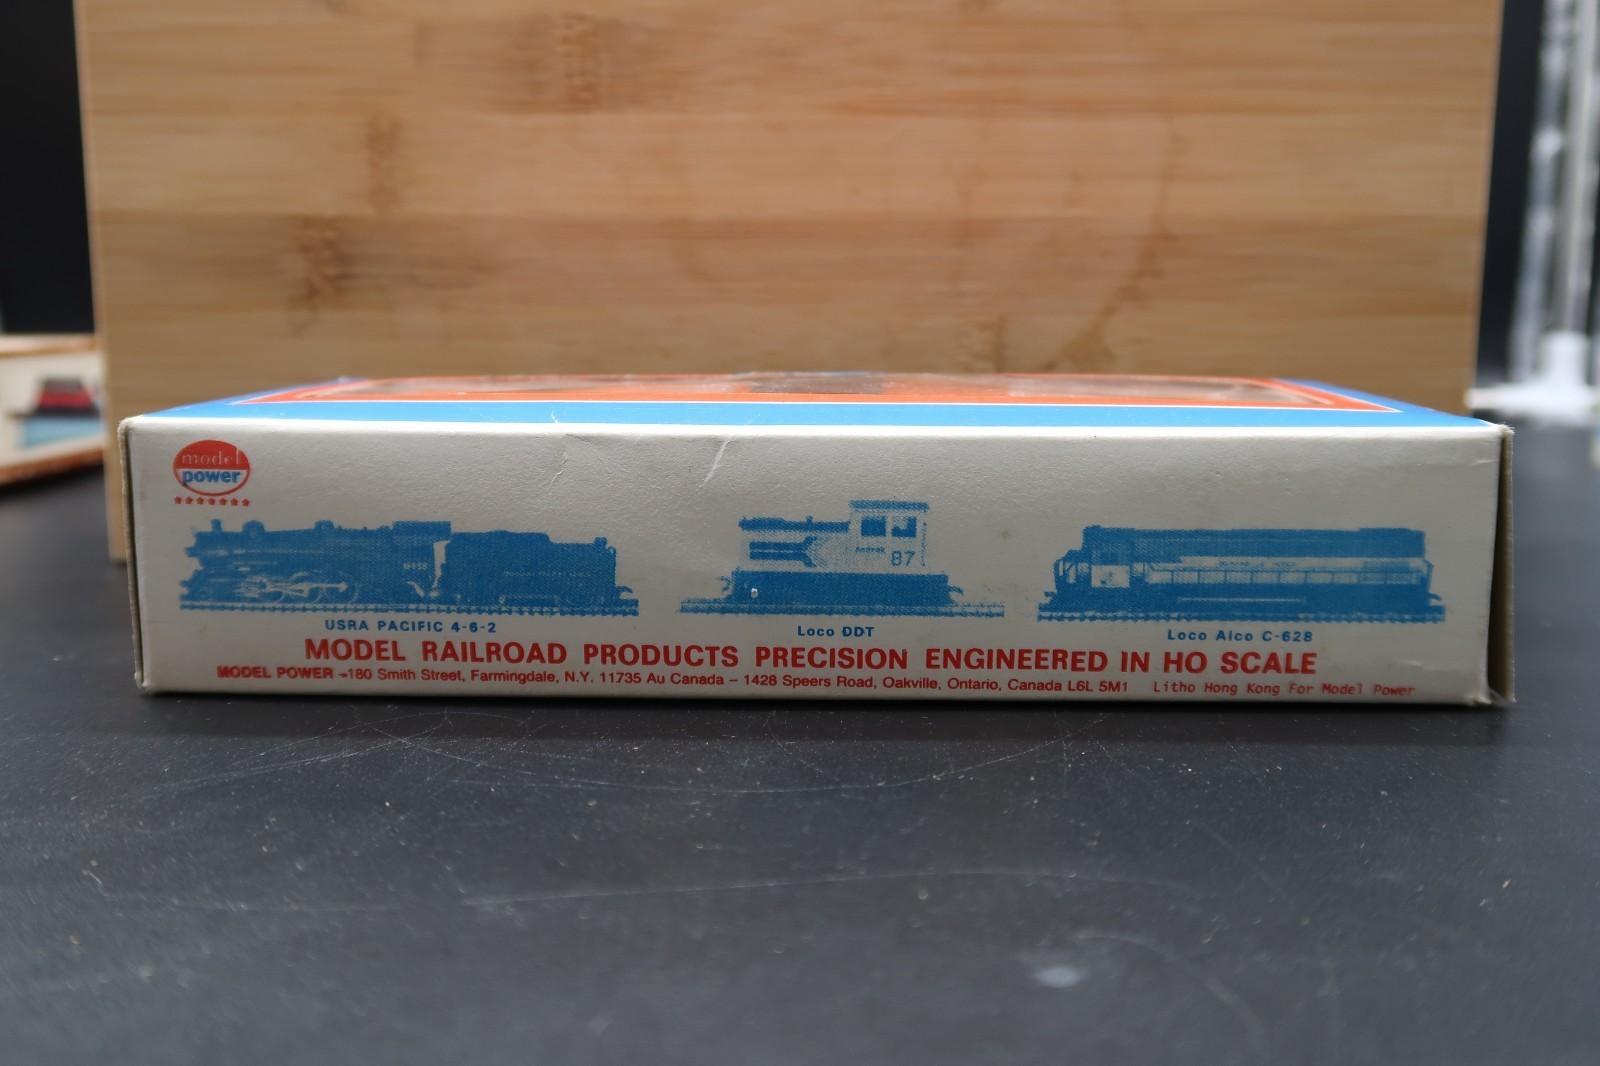 model
power
Amtrak
87
USRA PACIFIC 4-6-2
Loco DDT
Loco Alco C-628
MODEL RAILROAD PRODUCTS PRECISION ENGINEERED IN HO SCALE
MODEL POWER -180 Smith Street, Farmingdale, N.Y. 11735 Au Canada - 1428 Speers Road, Oakville, Ontario, Canada L6L 5M1 Litho Hong Kong For Model Power